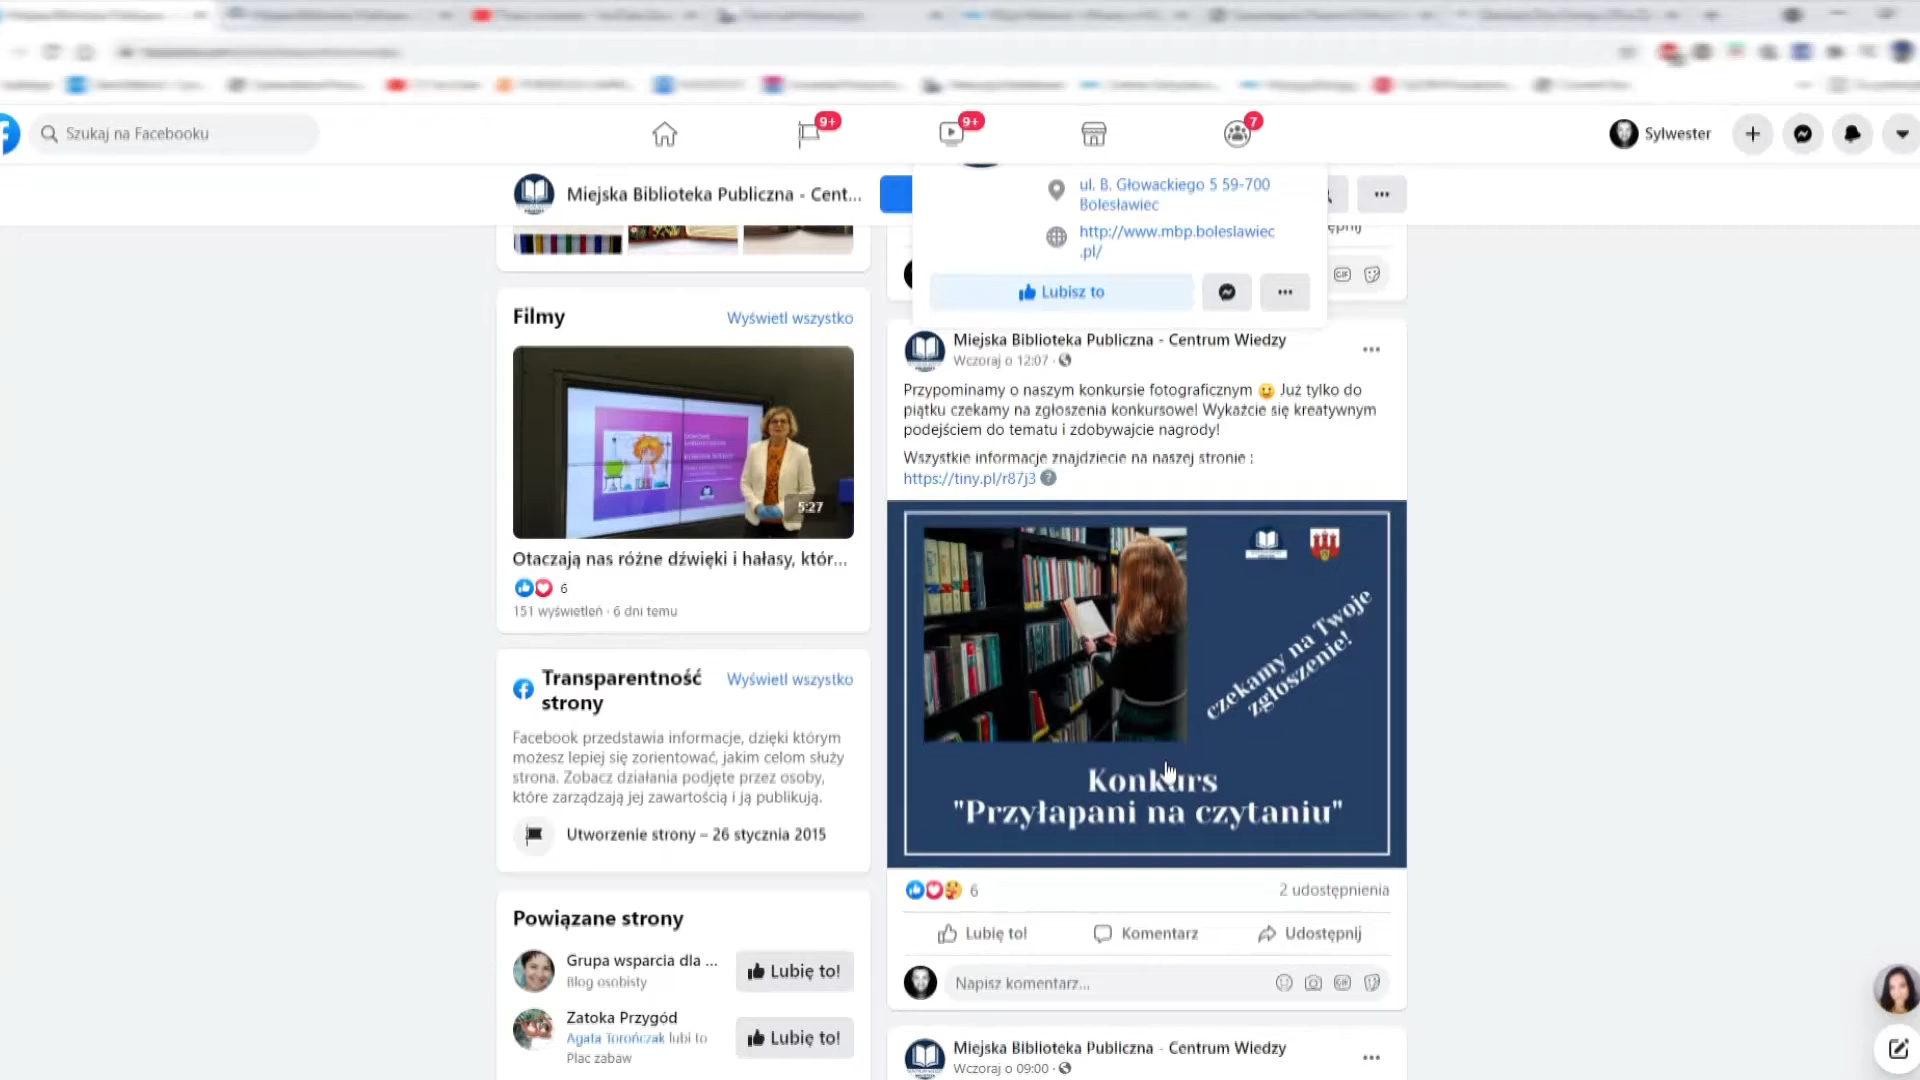 Szukaj na Facebooku
9+
9+
7
Sylwester
Miejska Biblioteka Publiczna - Cent...
ul. B. Głowackiego 5 59-700
Bolesławiec
http://www.mbp.boleslawiec
.pl/
Lubisz to
GIF
Filmy
Wyświetl wszystko
5:27
Otaczają nas różne dźwięki i hałasy, któr...
6
151 wyświetleń · 6 dni temu
Transparentność
strony
Wyświetl wszystko
Facebook przedstawia informacje, dzięki którym
możesz lepiej się zorientować, jakim celom służy
strona. Zobacz działania podjęte przez osoby,
które zarządzają jej zawartością i ją publikują.
Utworzenie strony – 26 stycznia 2015
Powiązane strony
Grupa wsparcia dla ...
Blog osobisty
Lubię to!
Zatoka Przygód
Agata Torończak lubi to
Plac zabaw
Lubię to!
Miejska Biblioteka Publiczna - Centrum Wiedzy
Wczoraj o 12:07 ·
Przypominamy o naszym konkursie fotograficznym Już tylko do
piątku czekamy na zgłoszenia konkursowe! Wykażcie się kreatywnym
podejściem do tematu i zdobywajcie nagrody!
Wszystkie informacje znajdziecie na naszej stronie :
https://tiny.pl/r87j3
czekamy na Twoje
zgłoszenie!
Konkurs
"Przyłapani na czytaniu"
6
2 udostępnienia
Lubię to!
Komentarz
Udostępnij
Napisz komentarz...
GIF
Miejska Biblioteka Publiczna - Centrum Wiedzy
Wczoraj o 09:00 ·